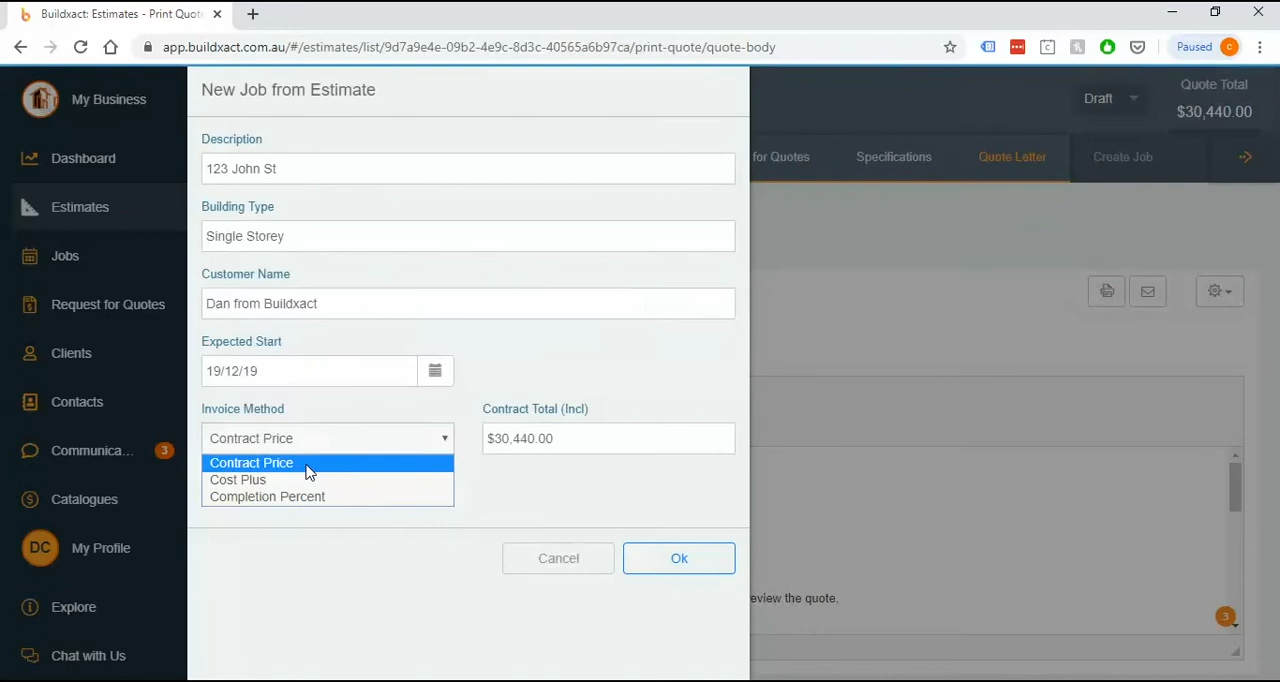 Buildxact: Estimates - Print Quote
app.buildxact.com.au/#/estimates/list/9d7a9e4e-09b2-4e9c-8d3c-40565a6b97ca/print-quote/quote-body
Paused
c
My Business
Dashboard
Estimates
Jobs
Request for Quotes
Clients
Contacts
Communica...
3
Catalogues
DC
My Profile
Explore
Chat with Us
New Job from Estimate
Description
123 John St
Building Type
Single Storey
Customer Name
Dan from Buildxact
Expected Start
19/12/19
Invoice Method
Contract Total (Incl)
Contract Price
$30,440.00
Contract Price
Cost Plus
Completion Percent
Cancel
Ok
Draft
Quote Total
$30,440.00
for Quotes
Specifications
Quote Letter
Create Job
eview the quote.
3